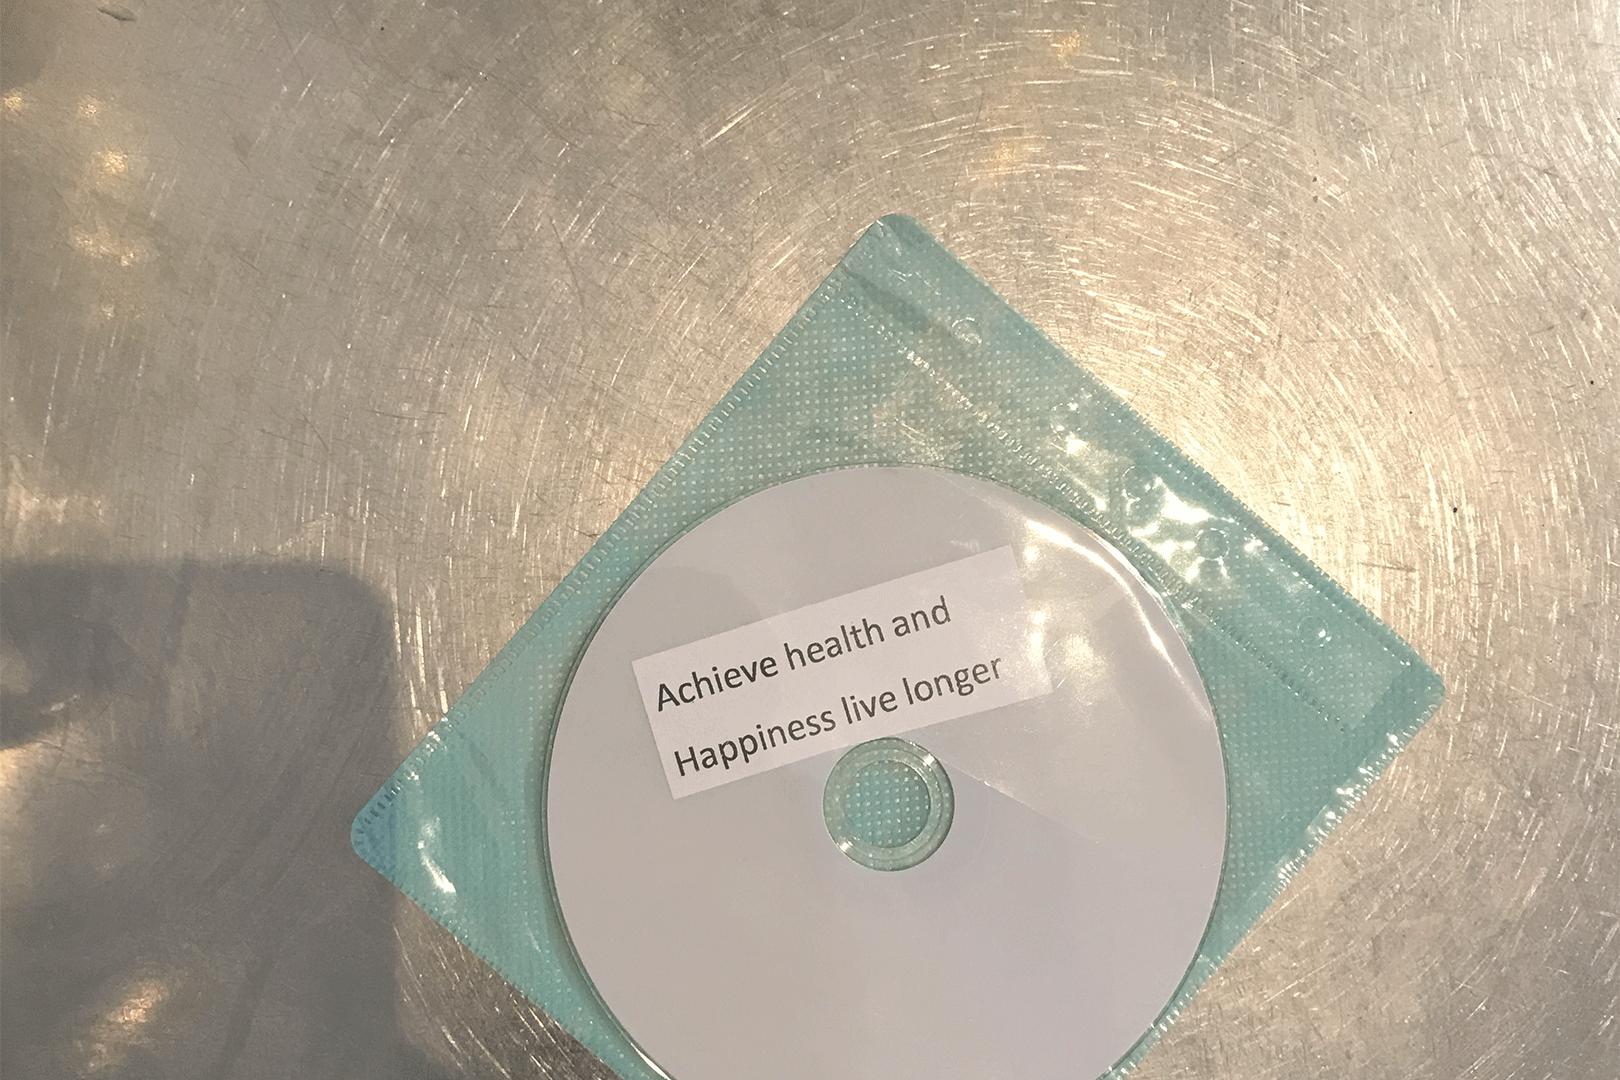 Achieve health and
Happiness live longer